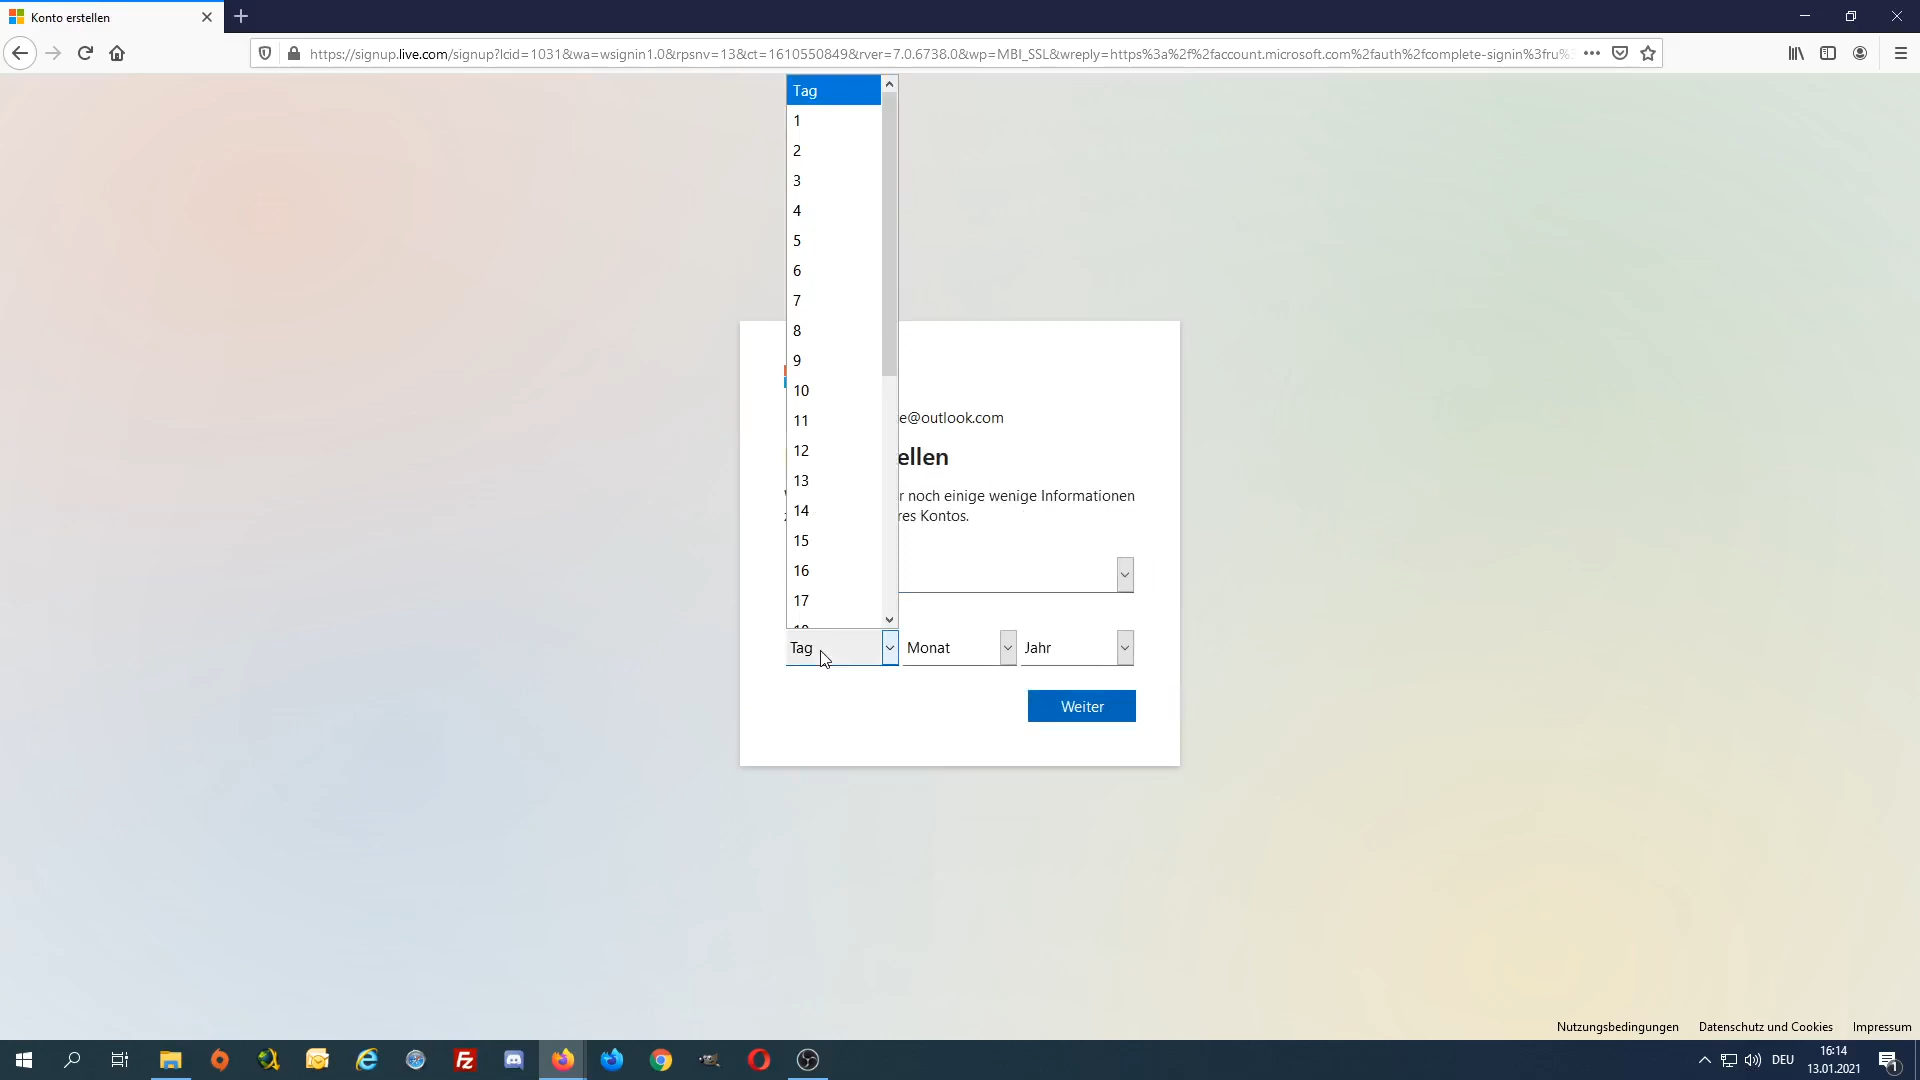 Konto erstellen
https://signup.live.com/signup?lcid=1031&wa=wsignin1.0&rpsnv=13&ct=1610550849&rver=7.0.6738.0&wp=MBI_SSL&wreply=https%3a%2f%2faccount.microsoft.com%2fauth%2fcomplete-signin%3fru%3
Tag
1
2
3
4
5
6
7
8
9
10
11
12
13
14
15
16
17
e@outlook.com
ellen
r noch einige wenige Informationen
res Kontos.
Tag Monat Jahr
Weiter
Nutzungsbedingungen Datenschutz und Cookies Impressum
DEU
16:14
13.01.2021
1